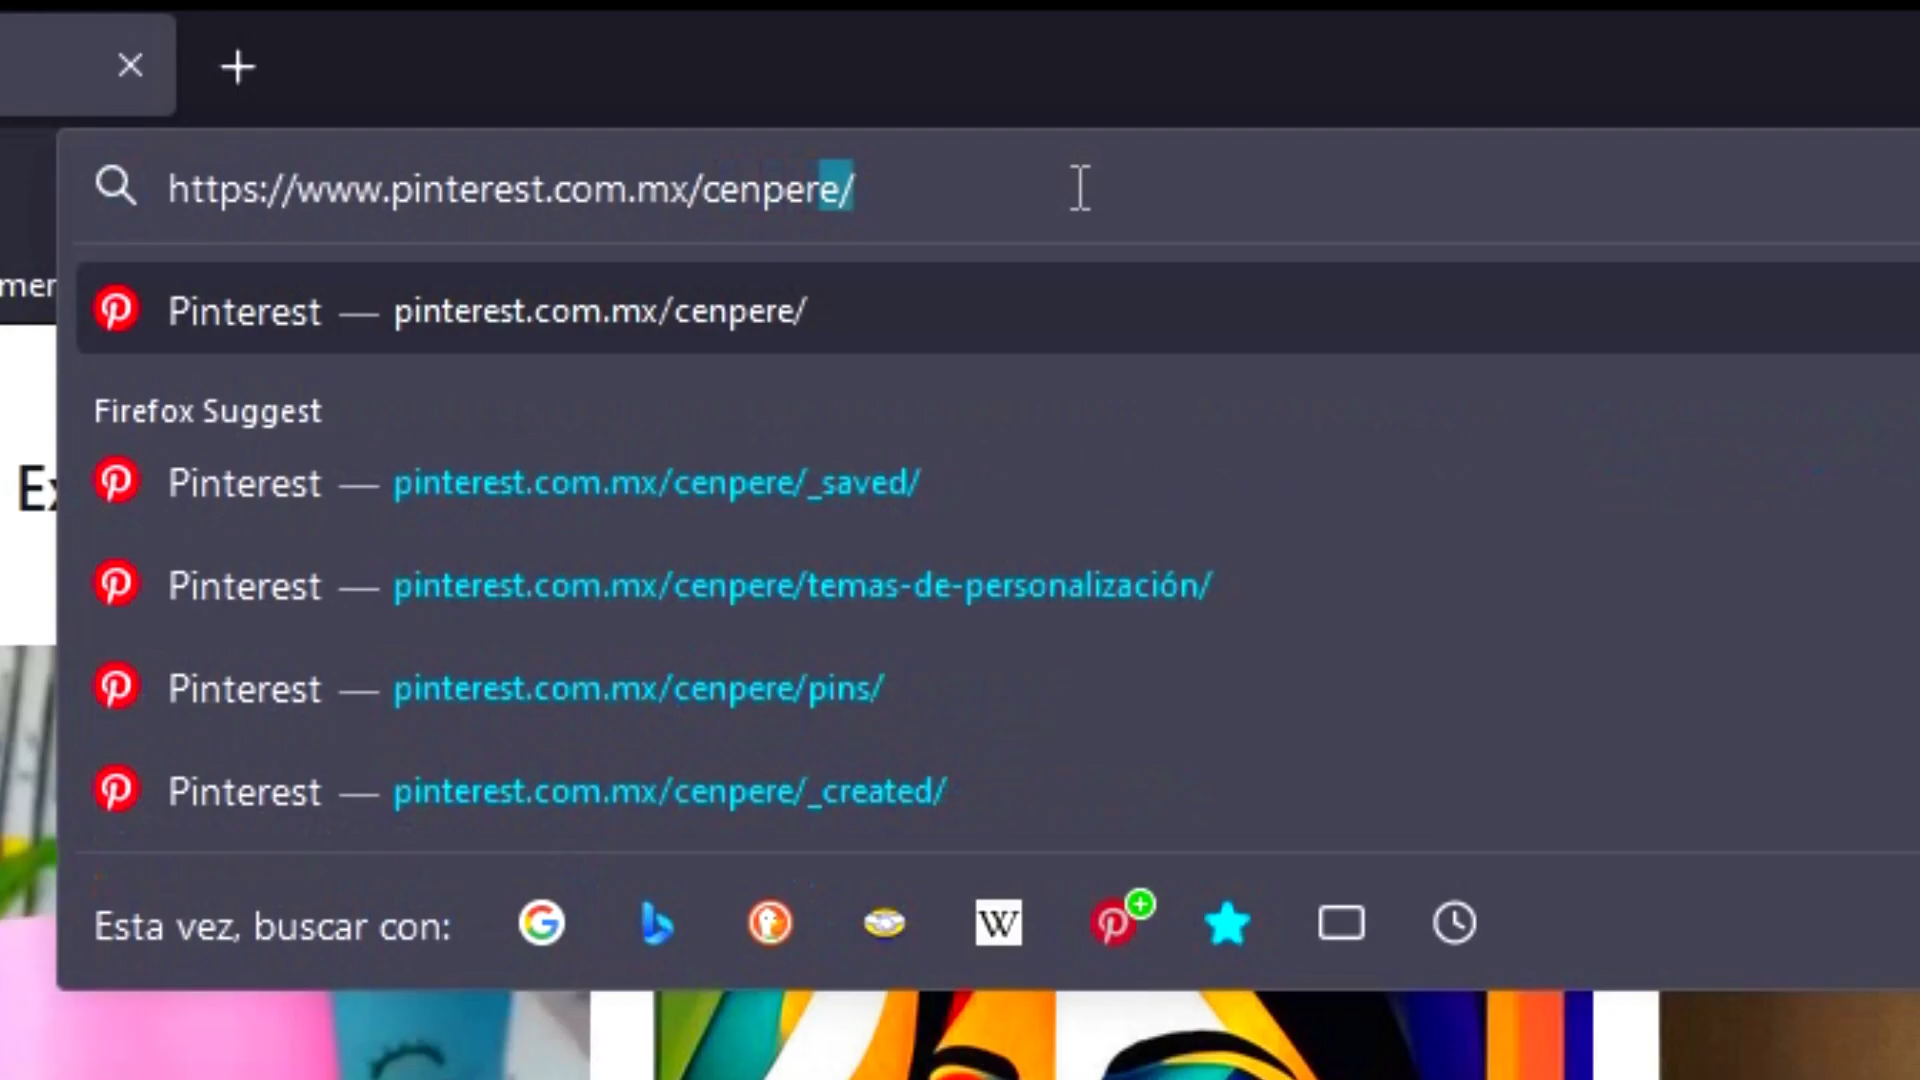 https://www.pinterest.com.mx/cenpere/
mer
Pinterest — pinterest.com.mx/cenpere/
Firefox Suggest
Ex
Pinterest — pinterest.com.mx/cenpere/_saved/
Pinterest — pinterest.com.mx/cenpere/temas-de-personalización/
Pinterest — pinterest.com.mx/cenpere/pins/
Pinterest — pinterest.com.mx/cenpere/_created/
Esta vez, buscar con:
W